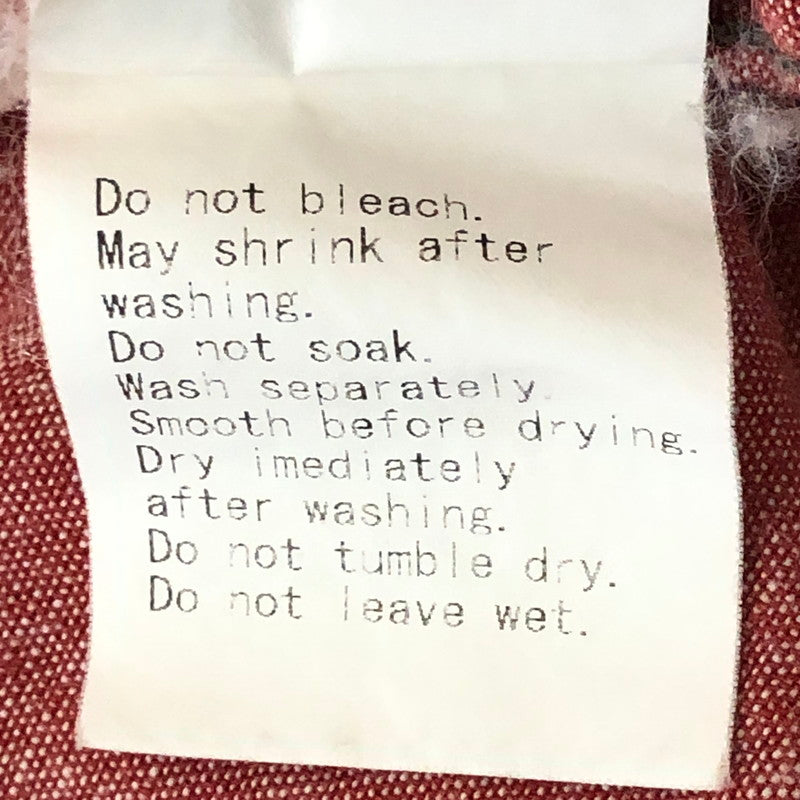 Do not bleach.
May shrink after
washing.
Do not soak.
Wash separately.
Smooth before drying.
Dry imediately
after washing.
Do not tumble dry.
Do not leave wet.